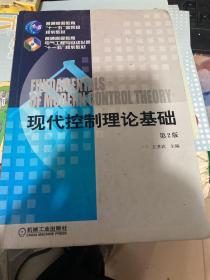 普通高等教育
"十一五"国家级
规划教材
普通高等教育
电气工程与自动化类
"十一五"规划教材
FUNDAMENTALS
OF MODERN CONTROL THEORY
现代控制理论基础
第2版
王孝武 主编
机械工业出版社
CHINA MACHINE PRESS